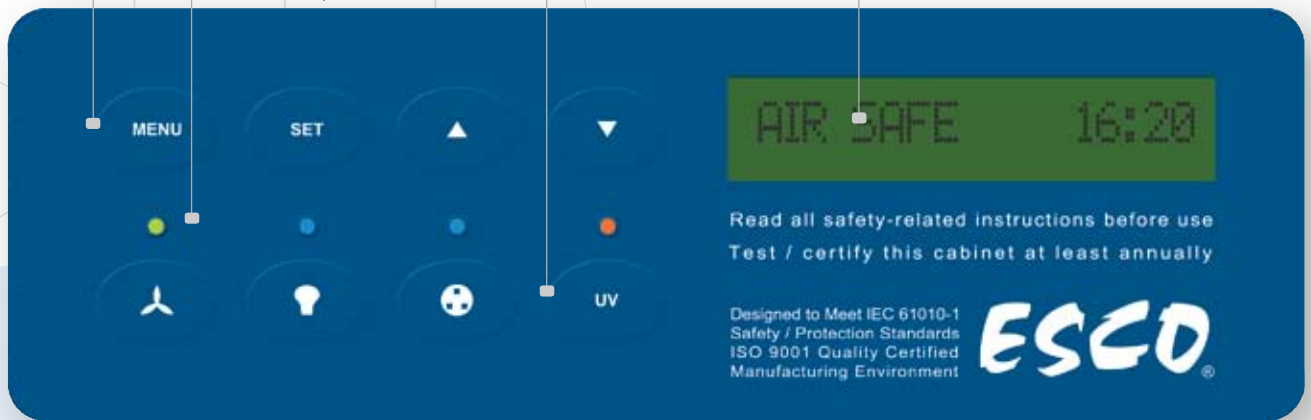 MENU SET ▲ ▼
AIR SAFE 16:20
UV
Read all safety-related instructions before use
Test / certify this cabinet at least annually
Designed to Meet IEC 61010-1
Safety / Protection Standards
ISO 9001 Quality Certified
Manufacturing Environment
ESCO®